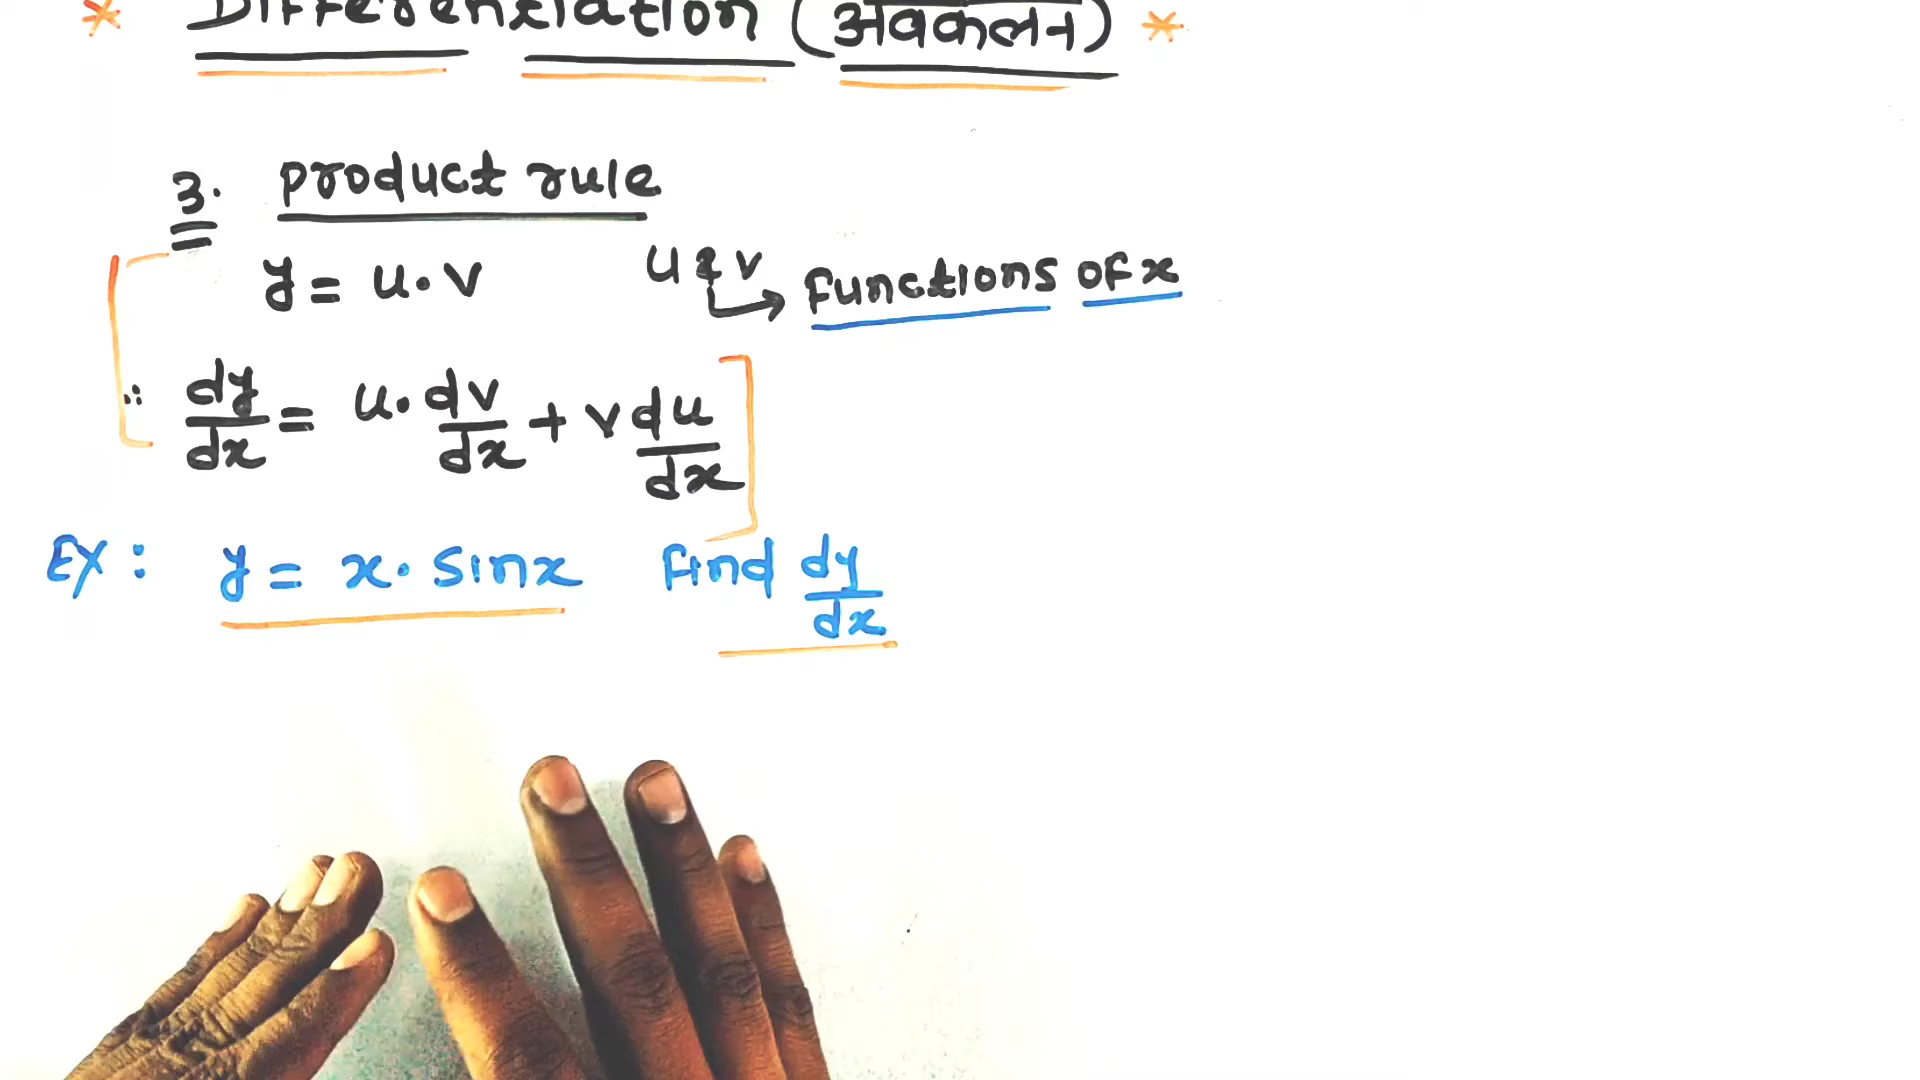 * Differentiation (अवकलन) *
3. product rule
y = u·v u & v → functions of x
∴ dy/dx = u·dv/dx + v du/dx
EX: y = x·sinx Find dy/dx